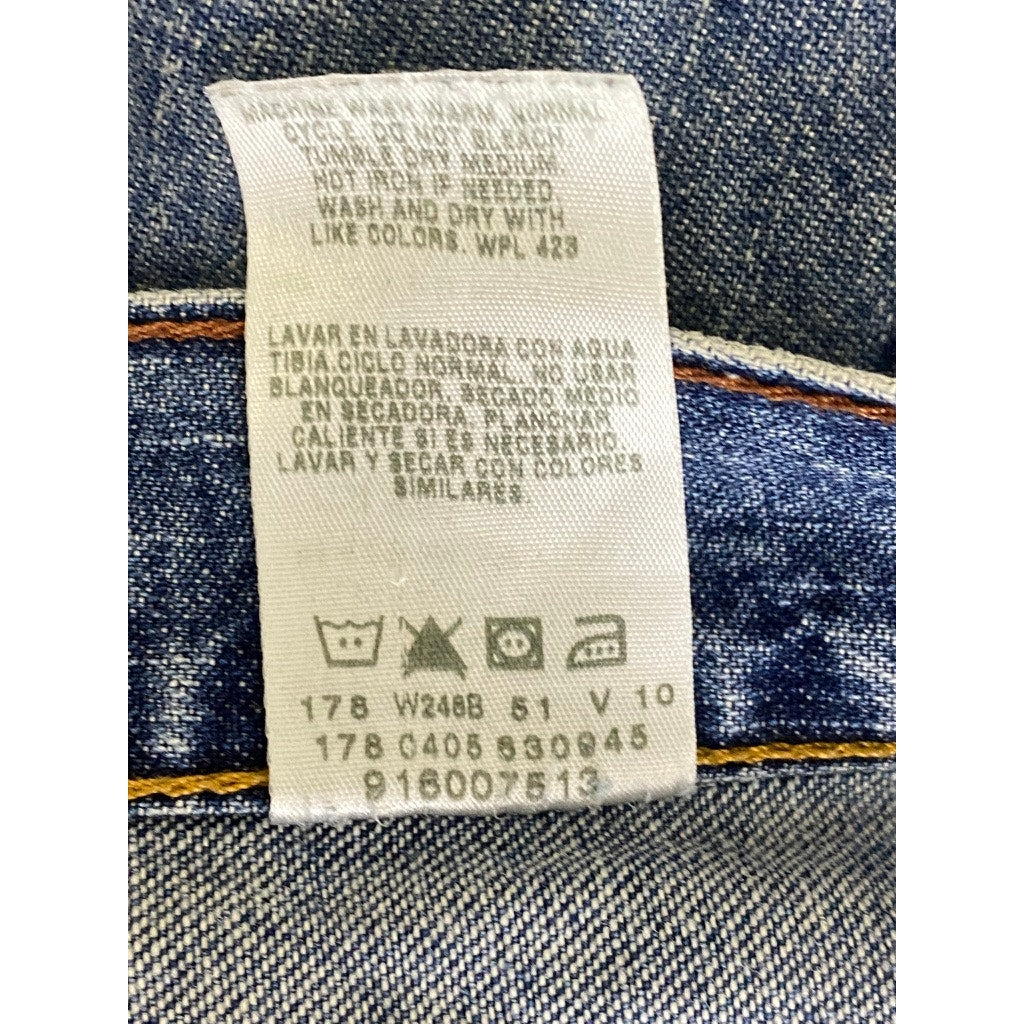 MACHINE WASH WARM NORMAL
CYCLE. DO NOT BLEACH.
TUMBLE DRY MEDIUM.
HOT IRON IF NEEDED.
WASH AND DRY WITH
LIKE COLORS. WPL 423
LAVAR EN LAVADORA CON AGUA
TIBIA.CICLO NORMAL. NO USAR
BLANQUEADOR. SECADO MEDIO
EN SECADORA. PLANCHAR
CALIENTE SI ES NECESARIO.
LAVAR Y SECAR CON COLORES
SIMILARES.
178 W248B 51 V 10
178 0405 630945
916007513